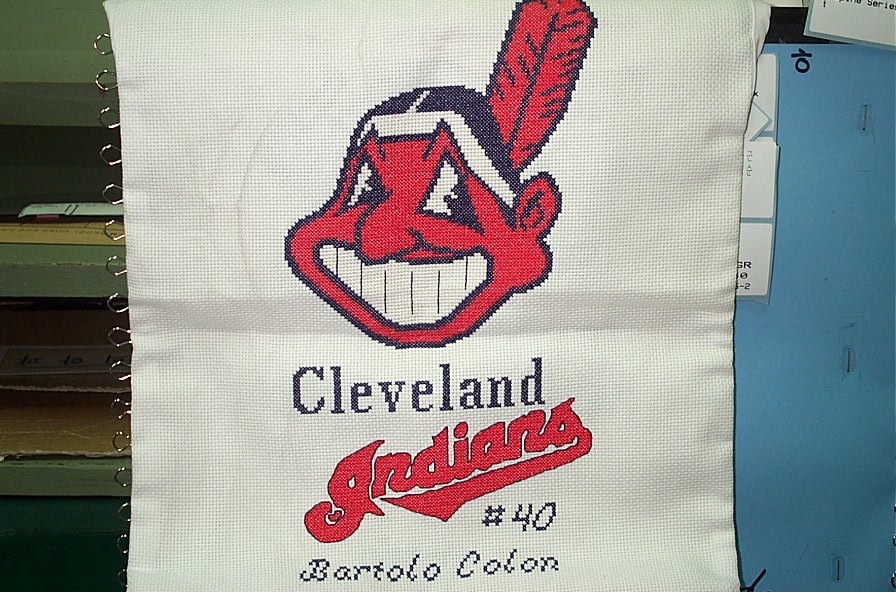 Cleveland
Indians
#40
Bartolo Colon